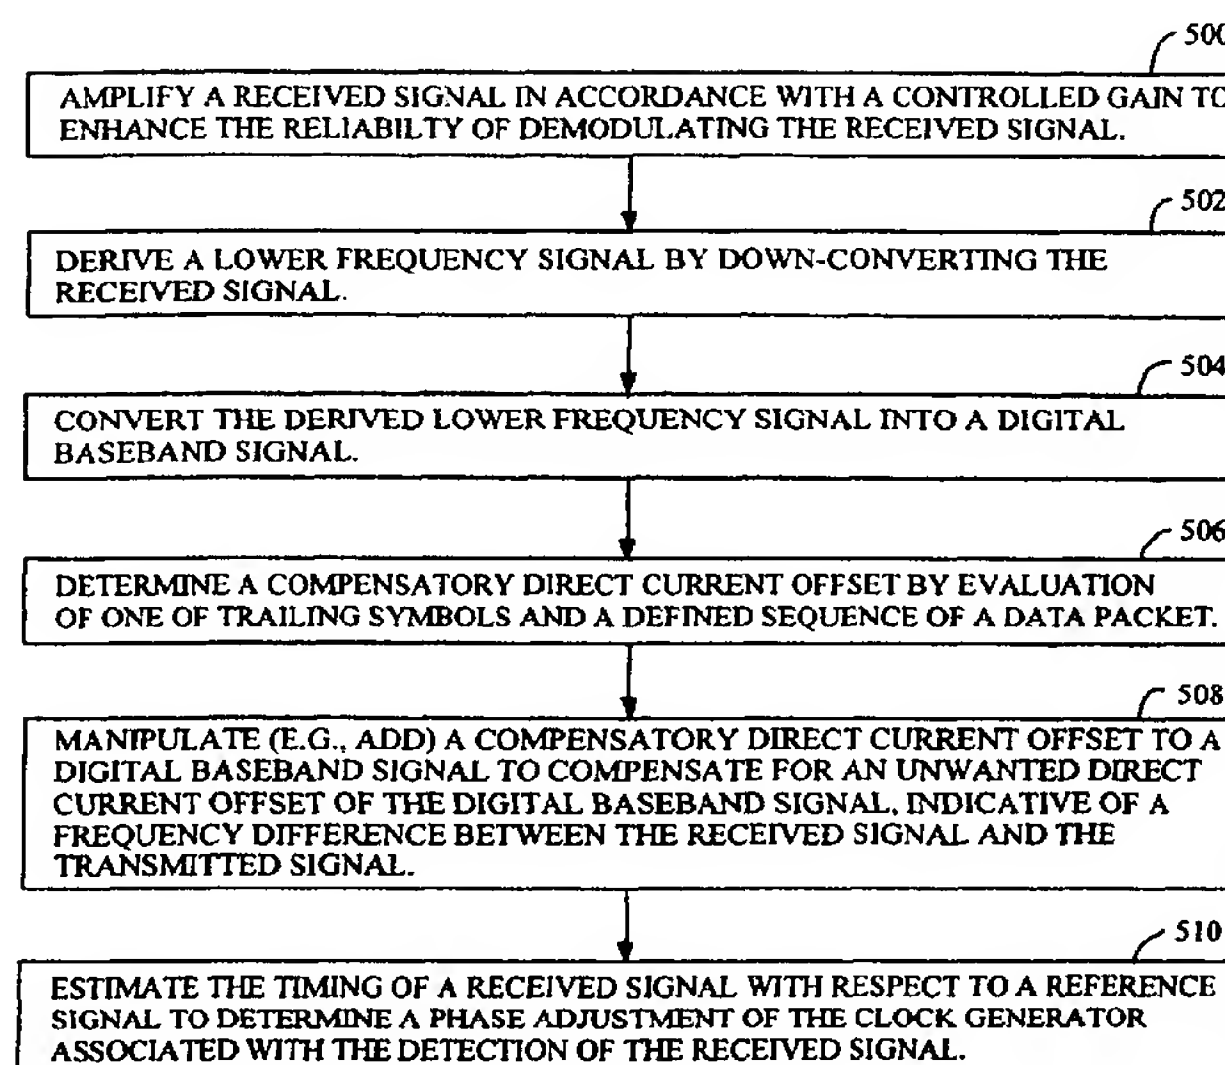 500
AMPLIFY A RECEIVED SIGNAL IN ACCORDANCE WITH A CONTROLLED GAIN TO
ENHANCE THE RELIABILTY OF DEMODULATING THE RECEIVED SIGNAL.
502
DERIVE A LOWER FREQUENCY SIGNAL BY DOWN-CONVERTING THE
RECEIVED SIGNAL.
504
CONVERT THE DERIVED LOWER FREQUENCY SIGNAL INTO A DIGITAL
BASEBAND SIGNAL.
506
DETERMINE A COMPENSATORY DIRECT CURRENT OFFSET BY EVALUATION
OF ONE OF TRAILING SYMBOLS AND A DEFINED SEQUENCE OF A DATA PACKET.
508
MANIPULATE (E.G., ADD) A COMPENSATORY DIRECT CURRENT OFFSET TO A
DIGITAL BASEBAND SIGNAL TO COMPENSATE FOR AN UNWANTED DIRECT
CURRENT OFFSET OF THE DIGITAL BASEBAND SIGNAL, INDICATIVE OF A
FREQUENCY DIFFERENCE BETWEEN THE RECEIVED SIGNAL AND THE
TRANSMITTED SIGNAL.
510
ESTIMATE THE TIMING OF A RECEIVED SIGNAL WITH RESPECT TO A REFERENCE
SIGNAL TO DETERMINE A PHASE ADJUSTMENT OF THE CLOCK GENERATOR
ASSOCIATED WITH THE DETECTION OF THE RECEIVED SIGNAL.